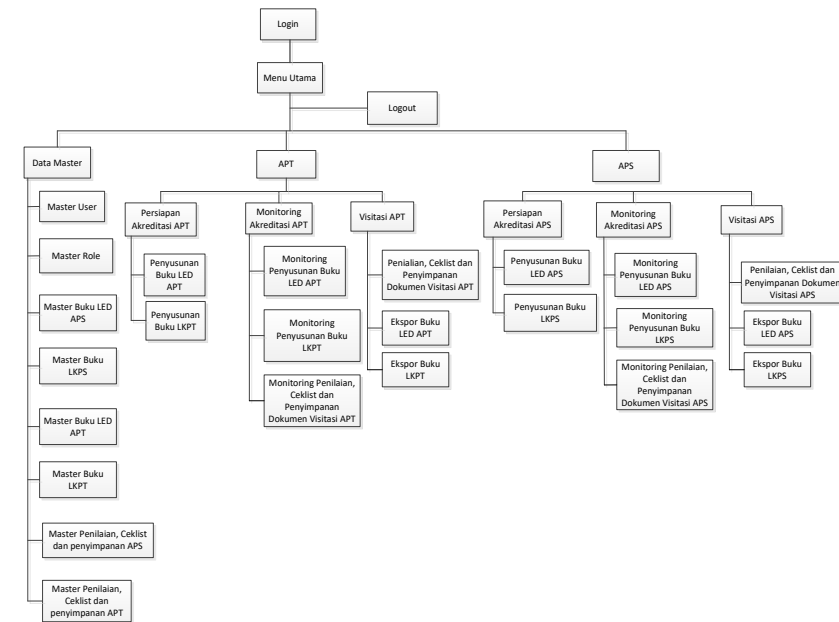 Login
Menu Utama
Logout
Data Master
APT
APS
Master User
Master Role
Master Buku LED
APS
Master Buku
LKPS
Master Buku LED
APT
Master Buku
LKPT
Master Penilaian, Ceklist
dan penyimpanan APS
Master Penilaian,
Ceklist dan
penyimpanan APT
Persiapan
Akreditasi APT
Penyusunan
Buku LED
APT
Penyusunan
Buku LKPT
Monitoring
Akreditasi APT
Monitoring
Penyusunan Buku
LED APT
Monitoring
Penyusunan Buku
LKPT
Monitoring Penilaian,
Ceklist dan
Penyimpanan
Dokumen Visitasi APT
Visitasi APT
Penialian, Ceklist dan
Penyimpanan
Dokumen Visitasi APT
Ekspor Buku
LED APT
Ekspor Buku
LKPT
Persiapan
Akreditasi APS
Penyusunan Buku
LED APS
Penyusunan Buku
LKPS
Monitoring
Akreditasi APS
Monitoring
Penyusunan Buku
LED APS
Monitoring
Penyusunan Buku
LKPS
Monitoring Penilaian,
Ceklist dan
Penyimpanan
Dokumen Visitasi APS
Visitasi APS
Penilaian, Ceklist dan
Penyimpanan Dokumen
Visitasi APS
Ekspor Buku
LED APS
Ekspor Buku
LKPS